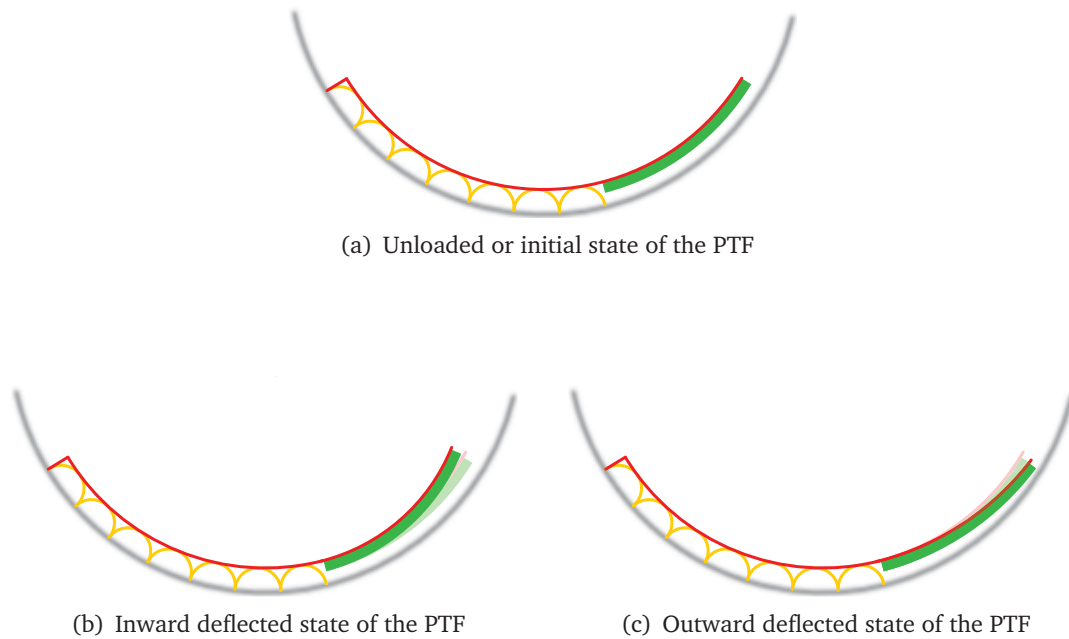 (a) Unloaded or initial state of the PTF
(b) Inward deflected state of the PTF
(c) Outward deflected state of the PTF